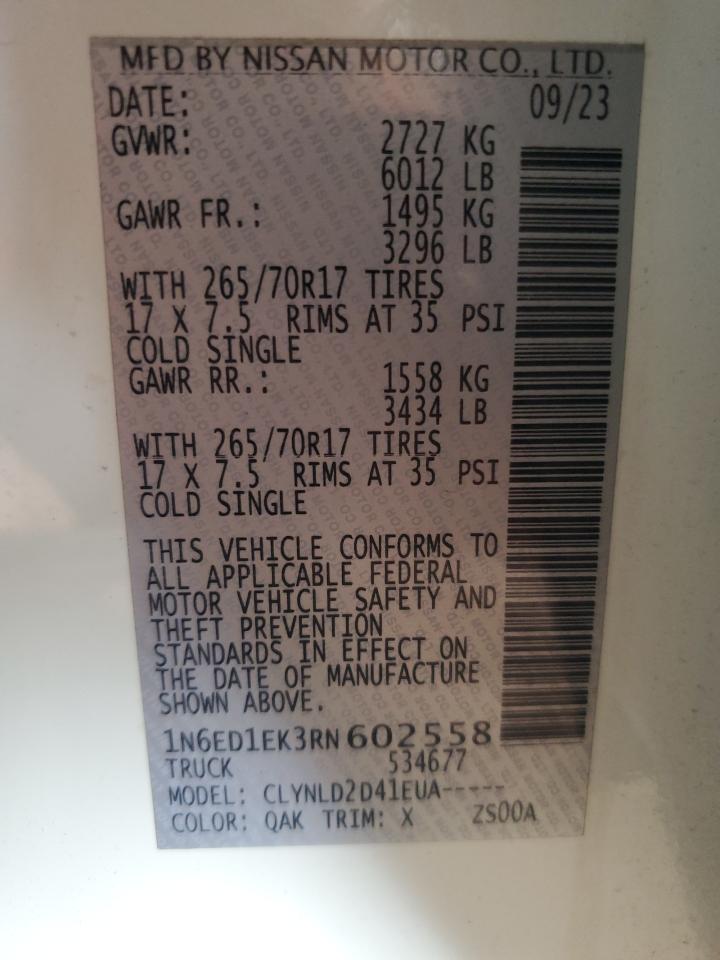 MFD BY NISSAN MOTOR CO., LTD.
DATE: 09/23
GVWR: 2727 KG
6012 LB
GAWR FR.: 1495 KG
3296 LB
WITH 265/70R17 TIRES
17 X 7.5 RIMS AT 35 PSI
COLD SINGLE
GAWR RR.: 1558 KG
3434 LB
WITH 265/70R17 TIRES
17 X 7.5 RIMS AT 35 PSI
COLD SINGLE
THIS VEHICLE CONFORMS TO
ALL APPLICABLE FEDERAL
MOTOR VEHICLE SAFETY AND
THEFT PREVENTION
STANDARDS IN EFFECT ON
THE DATE OF MANUFACTURE
SHOWN ABOVE.
1N6ED1EK3RN 602558
TRUCK 534677
MODEL: CLYNLD2D41EUA-----
COLOR: QAK TRIM: X ZS00A